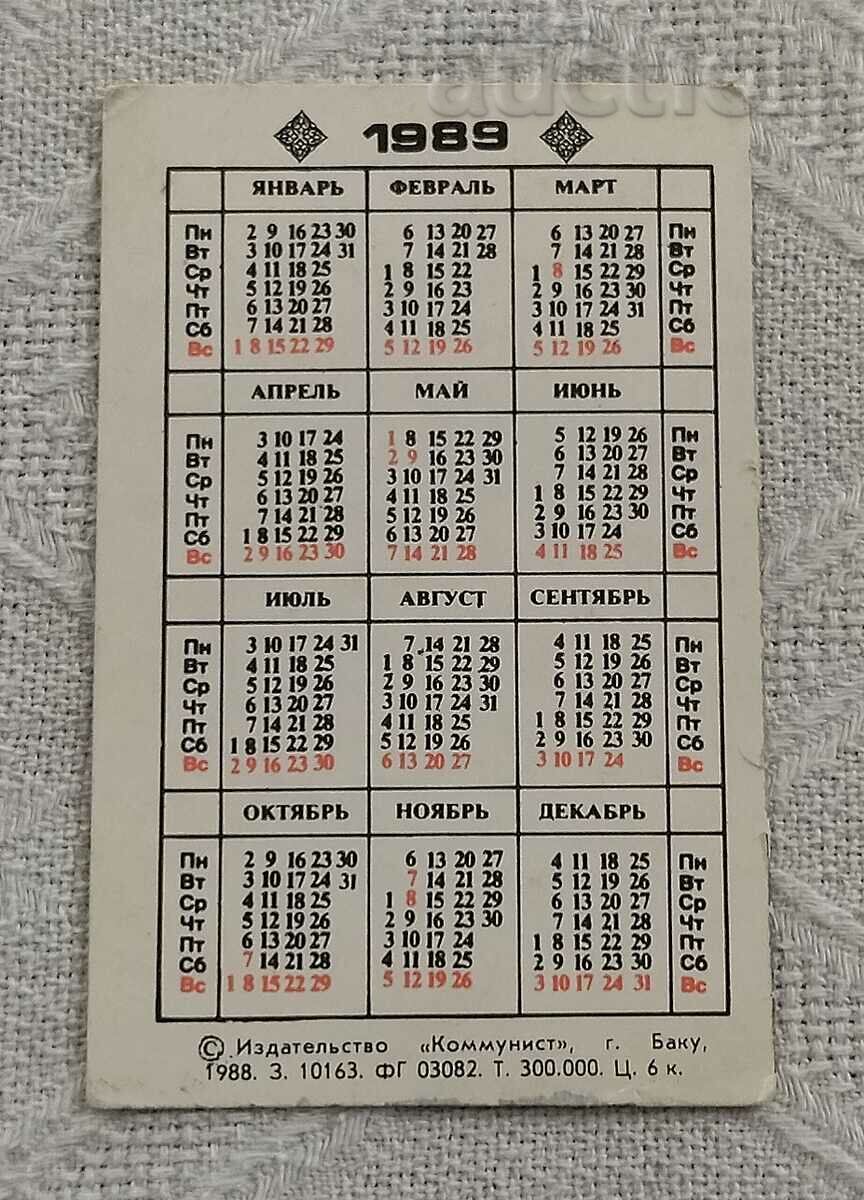 auction
1989
ЯНВАРЬ ФЕВРАЛЬ МАРТ
Пн 2 9 16 23 30 6 13 20 27 6 13 20 27 Пн
Вт 3 10 17 24 31 7 14 21 28 7 14 21 28 Вт
Ср 4 11 18 25 1 8 15 22 1 8 15 22 29 Ср
Чт 5 12 19 26 2 9 16 23 2 9 16 23 30 Чт
Пт 6 13 20 27 3 10 17 24 3 10 17 24 31 Пт
Сб 7 14 21 28 4 11 18 25 4 11 18 25 Сб
Вс 1 8 15 22 29 5 12 19 26 5 12 19 26 Вс
АПРЕЛЬ МАЙ ИЮНЬ
Пн 3 10 17 24 1 8 15 22 29 5 12 19 26 Пн
Вт 4 11 18 25 2 9 16 23 30 6 13 20 27 Вт
Ср 5 12 19 26 3 10 17 24 31 7 14 21 28 Ср
Чт 6 13 20 27 4 11 18 25 1 8 15 22 29 Чт
Пт 7 14 21 28 5 12 19 26 2 9 16 23 30 Пт
Сб 1 8 15 22 29 6 13 20 27 3 10 17 24 Сб
Вс 2 9 16 23 30 7 14 21 28 4 11 18 25 Вс
ИЮЛЬ АВГУСТ СЕНТЯБРЬ
Пн 3 10 17 24 31 7 14 21 28 4 11 18 25 Пн
Вт 4 11 18 25 1 8 15 22 29 5 12 19 26 Вт
Ср 5 12 19 26 2 9 16 23 30 6 13 20 27 Ср
Чт 6 13 20 27 3 10 17 24 31 7 14 21 28 Чт
Пт 7 14 21 28 4 11 18 25 1 8 15 22 29 Пт
Сб 1 8 15 22 29 5 12 19 26 2 9 16 23 30 Сб
Вс 2 9 16 23 30 6 13 20 27 3 10 17 24 Вс
ОКТЯБРЬ НОЯБРЬ ДЕКАБРЬ
Пн 2 9 16 23 30 6 13 20 27 4 11 18 25 Пн
Вт 3 10 17 24 31 7 14 21 28 5 12 19 26 Вт
Ср 4 11 18 25 1 8 15 22 29 6 13 20 27 Ср
Чт 5 12 19 26 2 9 16 23 30 7 14 21 28 Чт
Пт 6 13 20 27 3 10 17 24 1 8 15 22 29 Пт
Сб 7 14 21 28 4 11 18 25 2 9 16 23 30 Сб
Вс 1 8 15 22 29 5 12 19 26 3 10 17 24 31 Вс
© Издательство «Коммунист», г. Баку,
1988. З. 10163. ФГ 03082. Т. 300.000. Ц. 6 к.